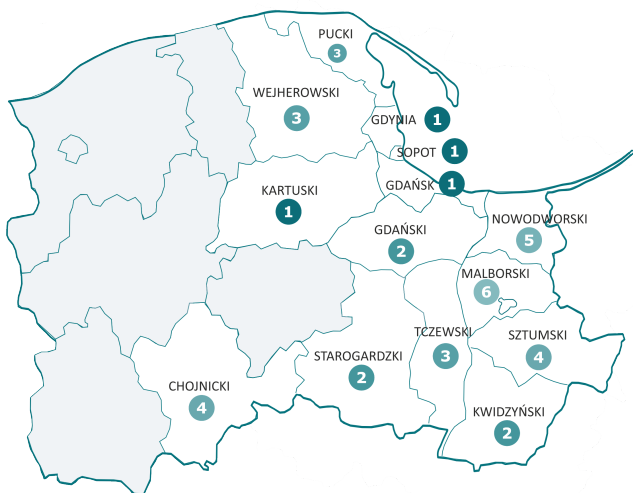 PUCKI
3
WEJHEROWSKI
3
GDYNIA 1
SOPOT 1
GDAŃSK 1
KARTUSKI
1
GDAŃSKI
2
NOWODWORSKI
5
MALBORSKI
6
TCZEWSKI
3
SZTUMSKI
4
STAROGARDZKI
2
CHOJNICKI
4
KWIDZYŃSKI
2